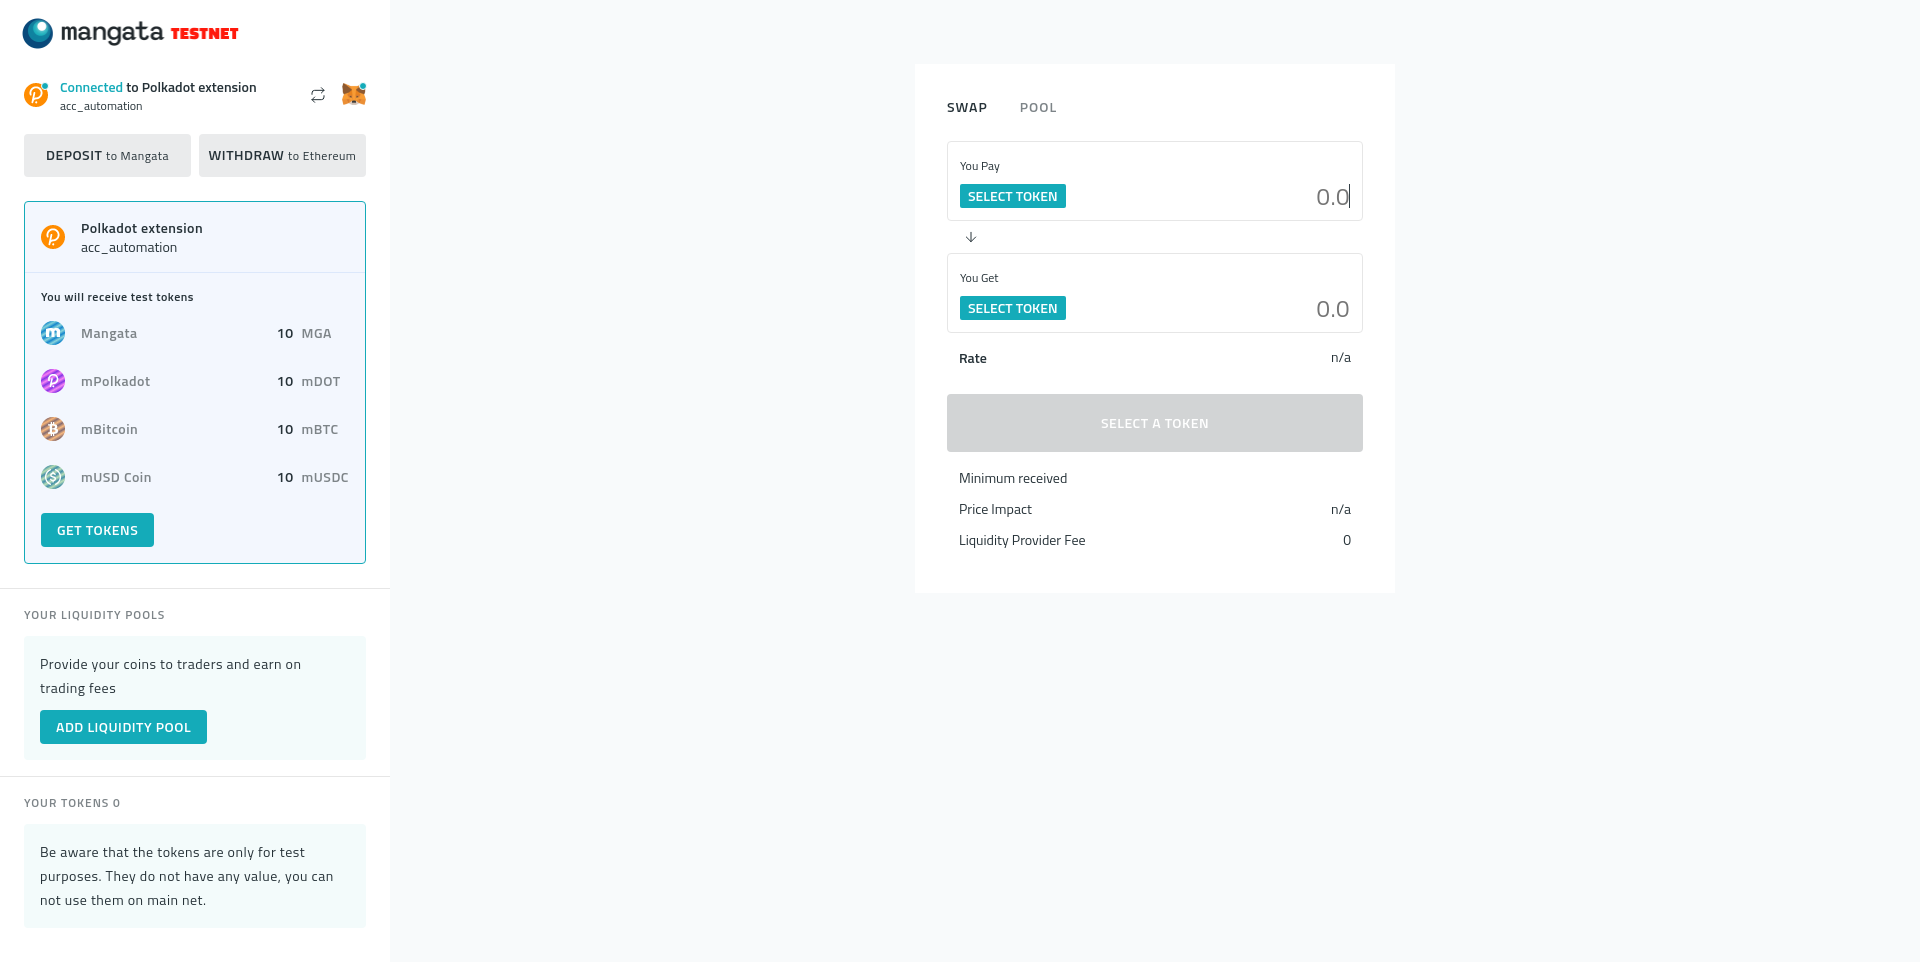 mangata TESTNET
Connected to Polkadot extension
acc_automation
DEPOSIT to Mangata
WITHDRAW to Ethereum
Polkadot extension
acc_automation
You will receive test tokens
Mangata 10 MGA
mPolkadot 10 mDOT
mBitcoin 10 mBTC
mUSD Coin 10 mUSDC
GET TOKENS
YOUR LIQUIDITY POOLS
Provide your coins to traders and earn on
trading fees
ADD LIQUIDITY POOL
YOUR TOKENS 0
Be aware that the tokens are only for test
purposes. They do not have any value, you can
not use them on main net.
SWAP POOL
You Pay
SELECT TOKEN 0.0
You Get
SELECT TOKEN 0.0
Rate n/a
SELECT A TOKEN
Minimum received
Price Impact n/a
Liquidity Provider Fee 0